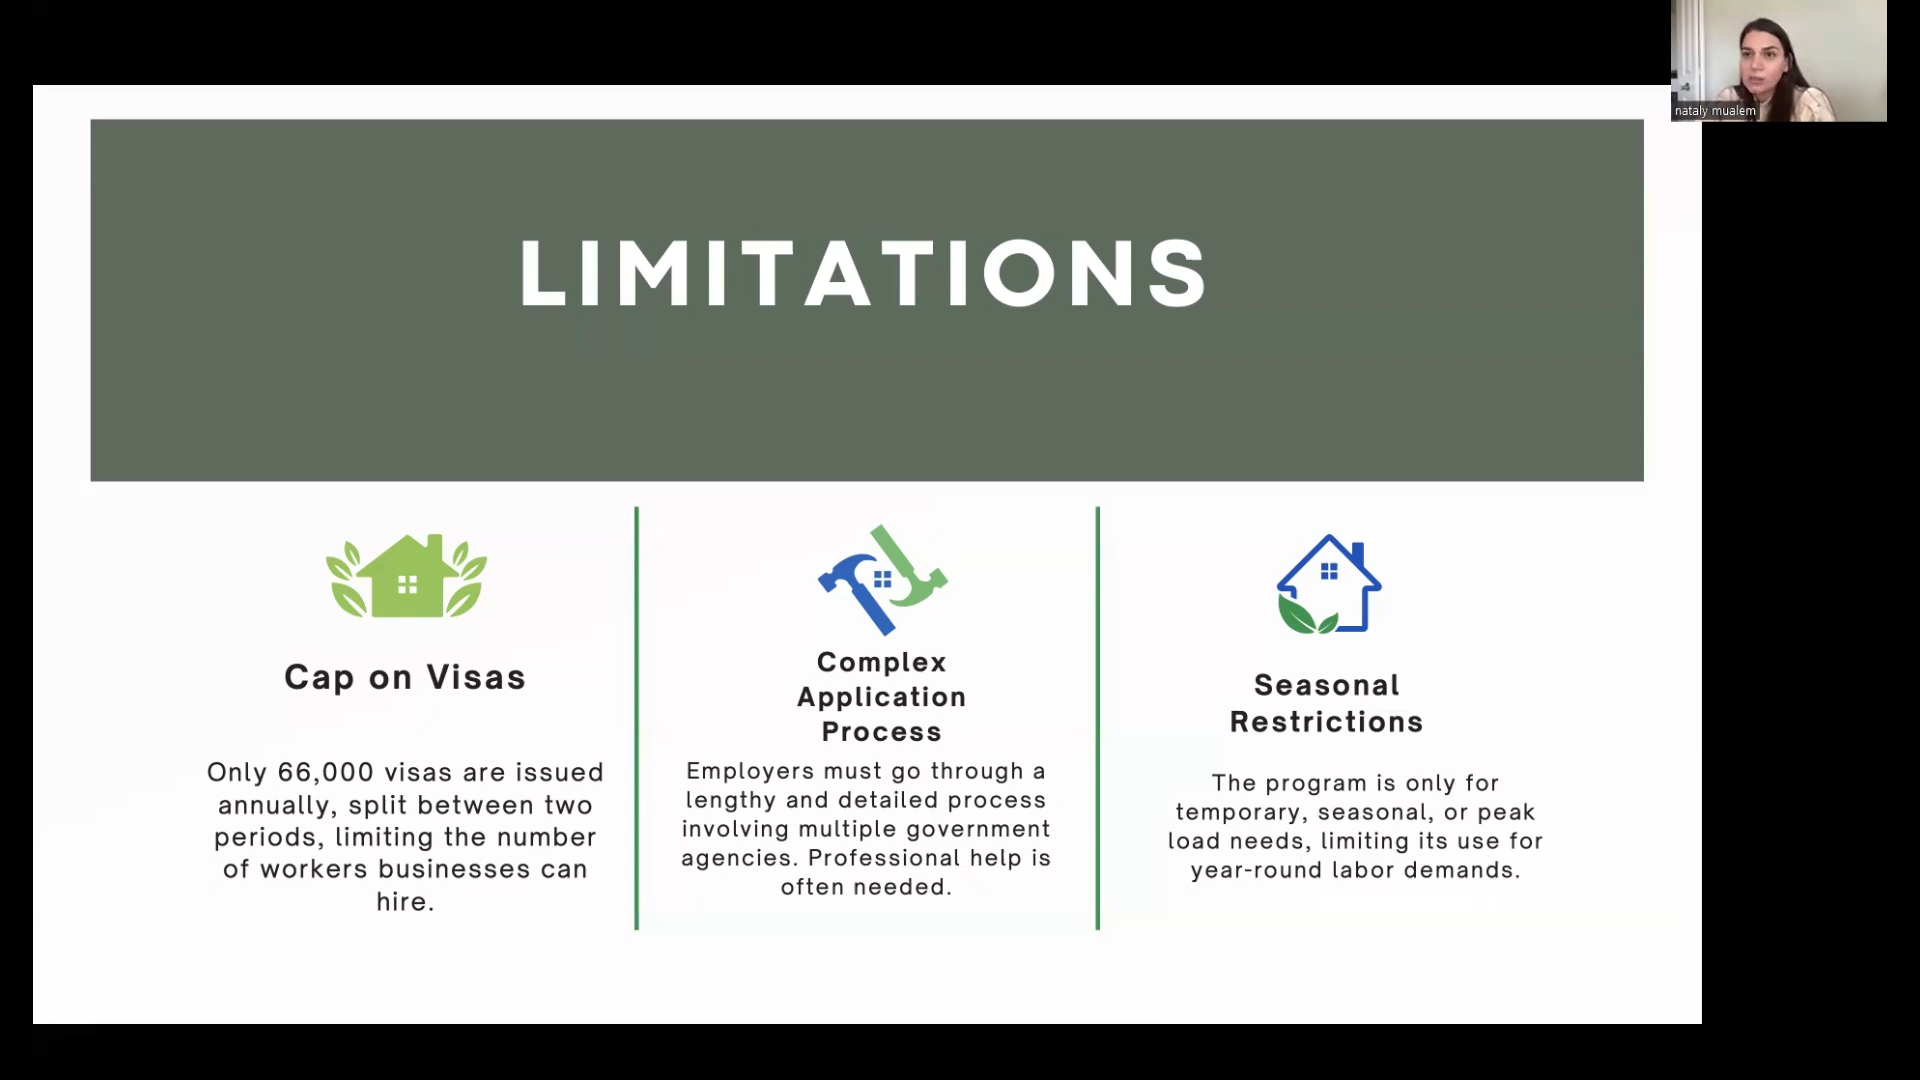 nataly mualem
LIMITATIONS
Cap on Visas
Only 66,000 visas are issued
annually, split between two
periods, limiting the number
of workers businesses can
hire.
Complex
Application
Process
Employers must go through a
lengthy and detailed process
involving multiple government
agencies. Professional help is
often needed.
Seasonal
Restrictions
The program is only for
temporary, seasonal, or peak
load needs, limiting its use for
year-round labor demands.